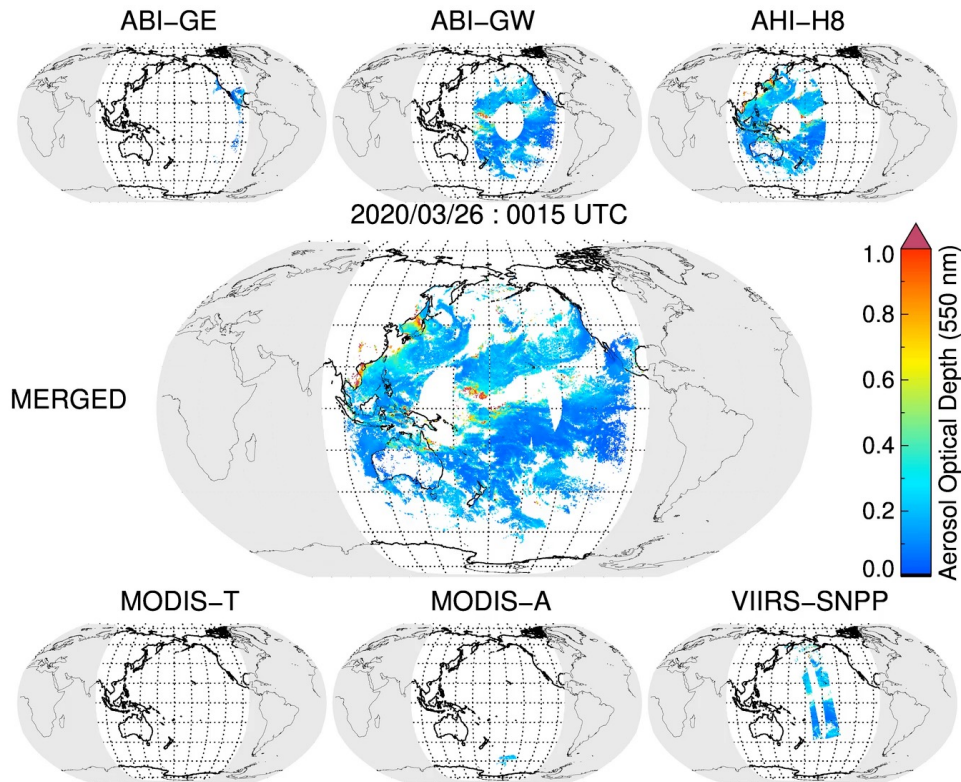 ABI−GE
ABI−GW
AHI−H8
2020/03/26 : 0015 UTC
MERGED
1.0
0.8
0.6
0.4
0.2
0.0
Aerosol Optical Depth (550 nm)
MODIS−T
MODIS−A
VIIRS−SNPP